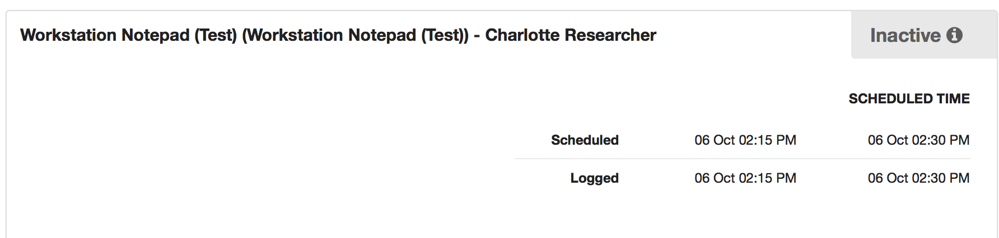 Workstation Notepad (Test) (Workstation Notepad (Test)) - Charlotte Researcher
Inactive
SCHEDULED TIME
Scheduled 06 Oct 02:15 PM 06 Oct 02:30 PM
Logged 06 Oct 02:15 PM 06 Oct 02:30 PM